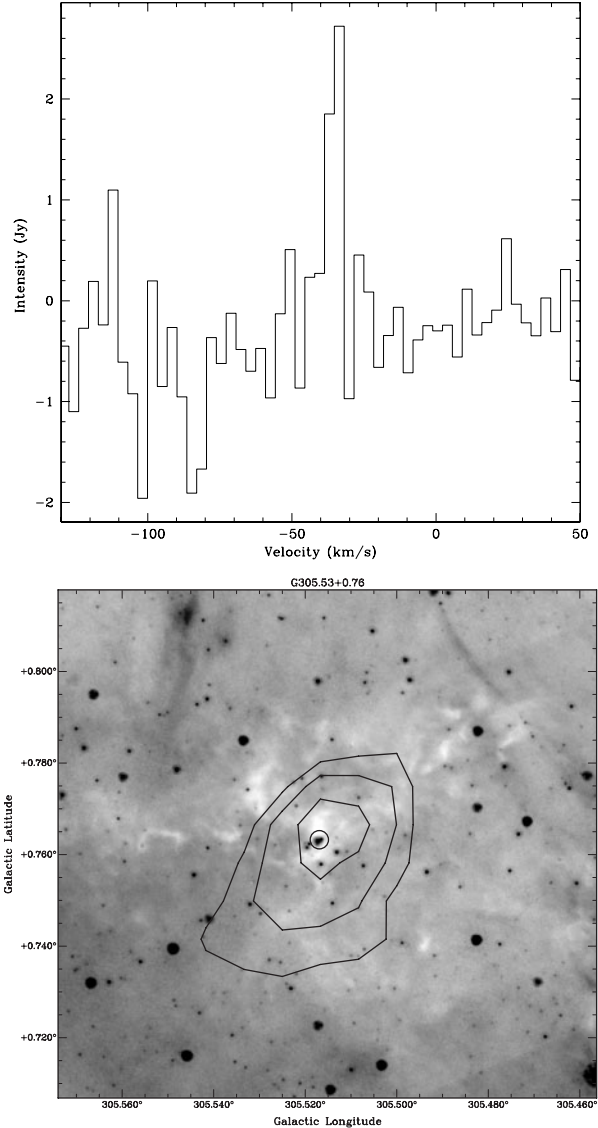 2
1
0
−1
−2
Intensity (Jy)
−100 −50 0 50
Velocity (km/s)
G305.53+0.76
+0.800°
+0.780°
+0.760°
+0.740°
+0.720°
Galactic Latitude
305.560° 305.540° 305.520° 305.500° 305.480° 305.460°
Galactic Longitude